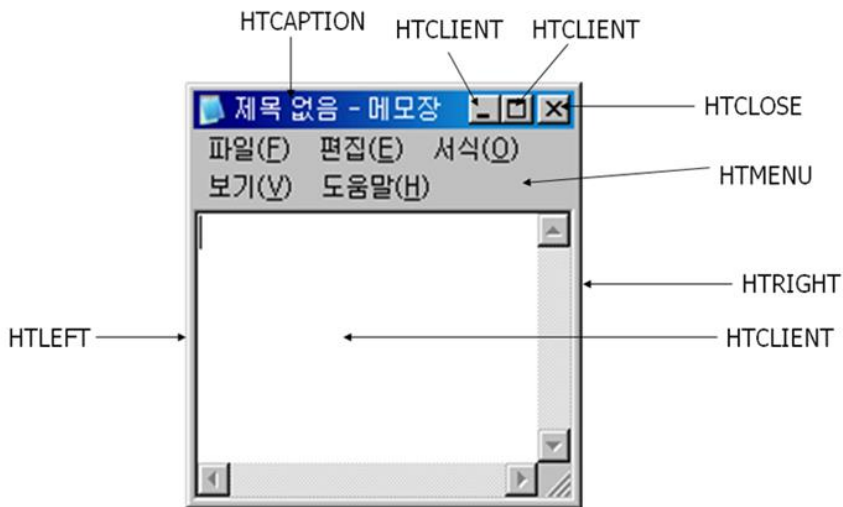 HTCAPTION
HTCLIENT
HTCLIENT
제목 없음 - 메모장
HTCLOSE
파일(F) 편집(E) 서식(O)
보기(V) 도움말(H)
HTMENU
HTRIGHT
HTLEFT
HTCLIENT